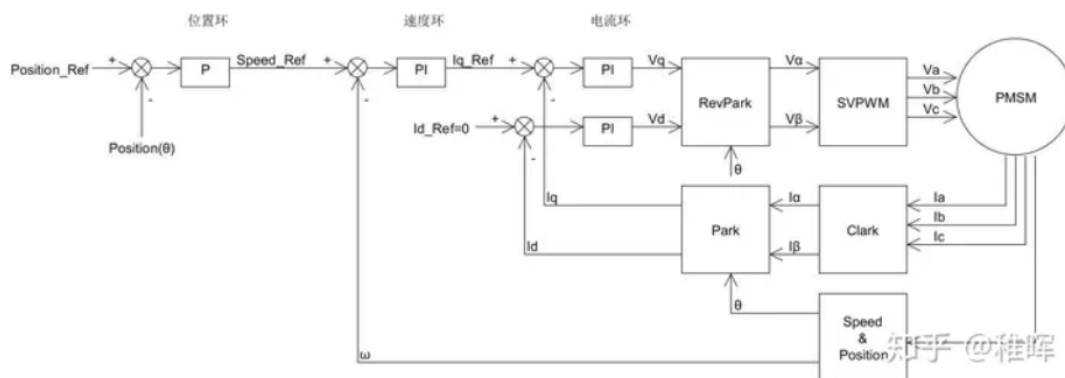 位置环
速度环
电流环
Position_Ref
+
-
Position(θ)
P
Speed_Ref
+
-
PI
Iq_Ref
+
-
PI
Vq
Id_Ref=0
+
-
PI
Vd
RevPark
θ
Vα
Vβ
SVPWM
Va
Vb
Vc
PMSM
Iq
Id
Park
Iα
Iβ
Clark
Ia
Ib
Ic
θ
Speed
&
Position
ω
知乎 @稚晖